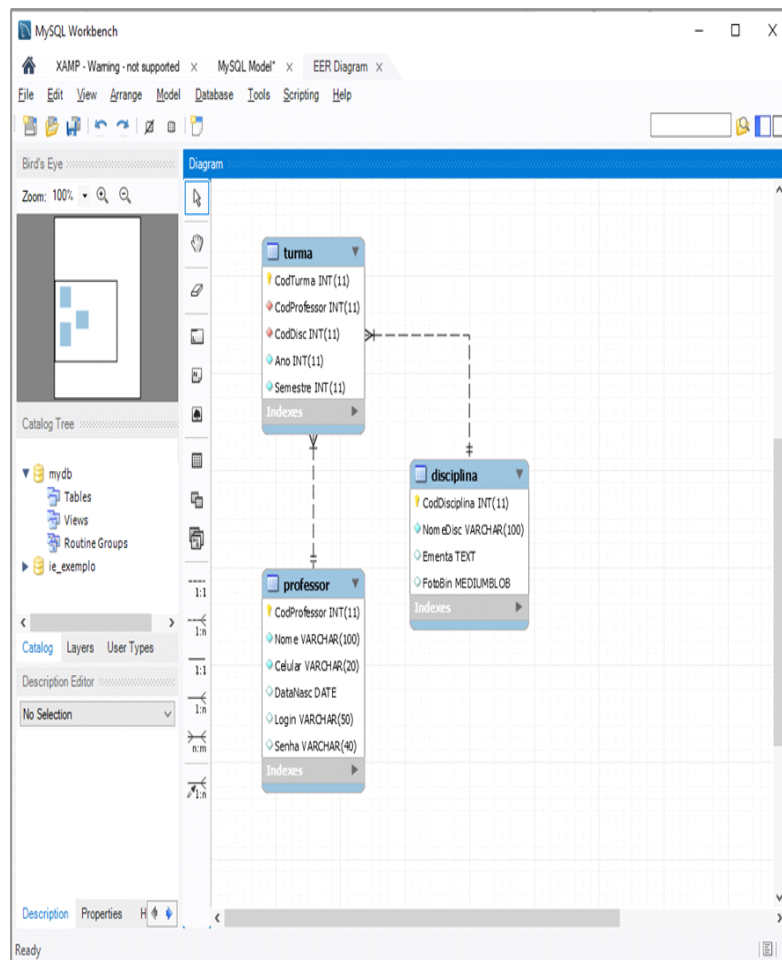 MySQL Workbench
XAMP - Warning - not supported x MySQL Model* x EER Diagram x
File Edit View Arrange Model Database Tools Scripting Help
Bird's Eye
Diagram
Zoom: 100%
turma
CodTurma INT(11)
CodProfessor INT(11)
CodDisc INT(11)
Ano INT(11)
Semestre INT(11)
Indexes
Catalog Tree
mydb
Tables
Views
Routine Groups
ie_exemplo
disciplina
CodDisciplina INT(11)
NomeDisc VARCHAR(100)
Ementa TEXT
FotoBin MEDIUMBLOB
Indexes
professor
CodProfessor INT(11)
Nome VARCHAR(100)
Celular VARCHAR(20)
DataNasc DATE
Login VARCHAR(50)
Senha VARCHAR(40)
Indexes
1:1
1:n
1:1
1:n
n:m
1:n
Catalog Layers User Types
Description Editor
No Selection
Description Properties H
Ready